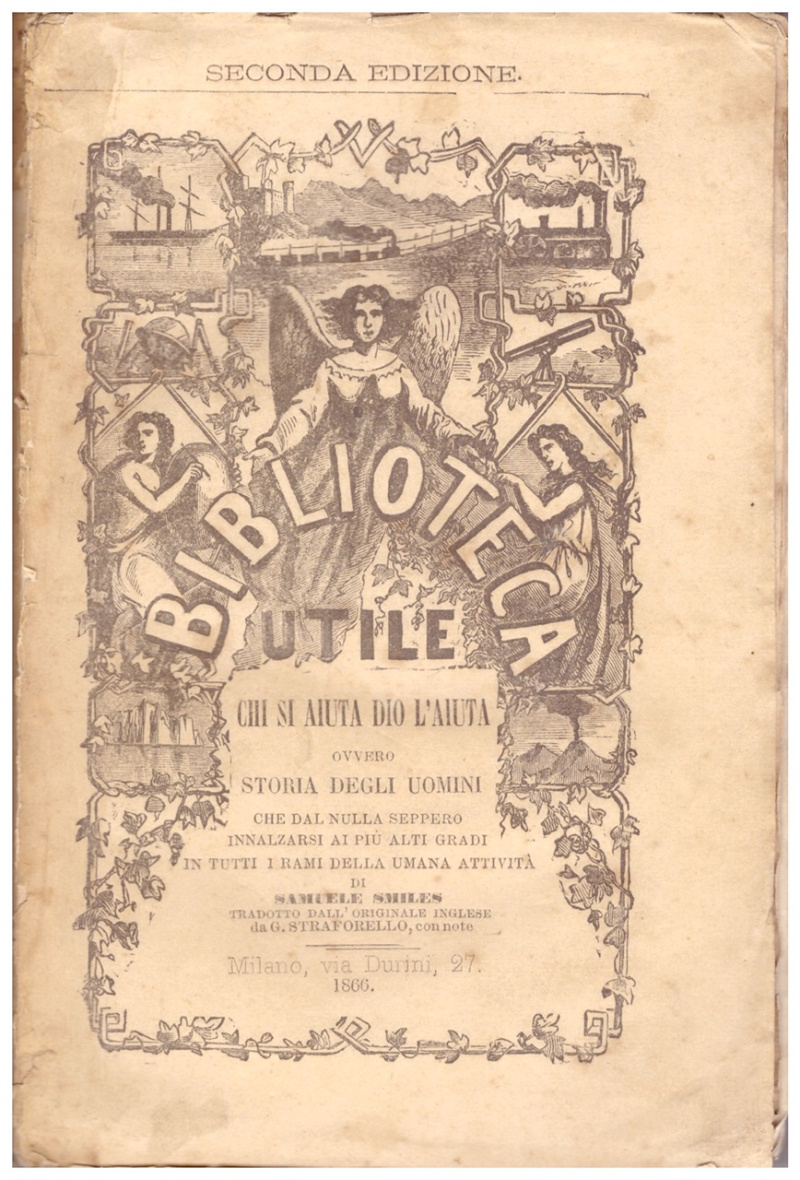 SECONDA EDIZIONE.
BIBLIOTECA
UTILE
CHI SI AIUTA DIO L'AIUTA
OVVERO
STORIA DEGLI UOMINI
CHE DAL NULLA SEPPERO
INNALZARSI AI PIÙ ALTI GRADI
IN TUTTI I RAMI DELLA UMANA ATTIVITÀ
DI
SAMUELE SMILES
TRADOTTO DALL' ORIGINALE INGLESE
da G. STRAFORELLO, con note
Milano, via Durini, 27.
1866.